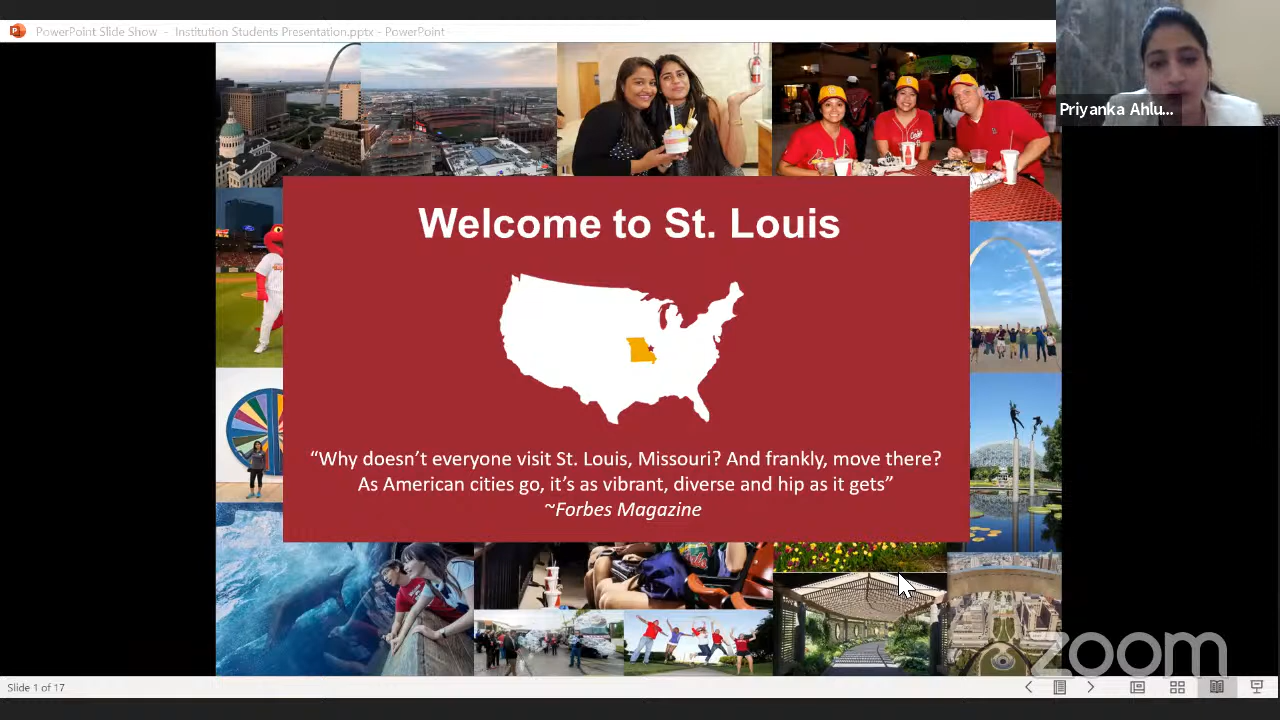 PowerPoint Slide Show - Institution Students Presentation.pptx - PowerPoint
Priyanka Ahlu...
Welcome to St. Louis
“Why doesn’t everyone visit St. Louis, Missouri? And frankly, move there?
As American cities go, it’s as vibrant, diverse and hip as it gets”
~Forbes Magazine
zoom
Slide 1 of 17